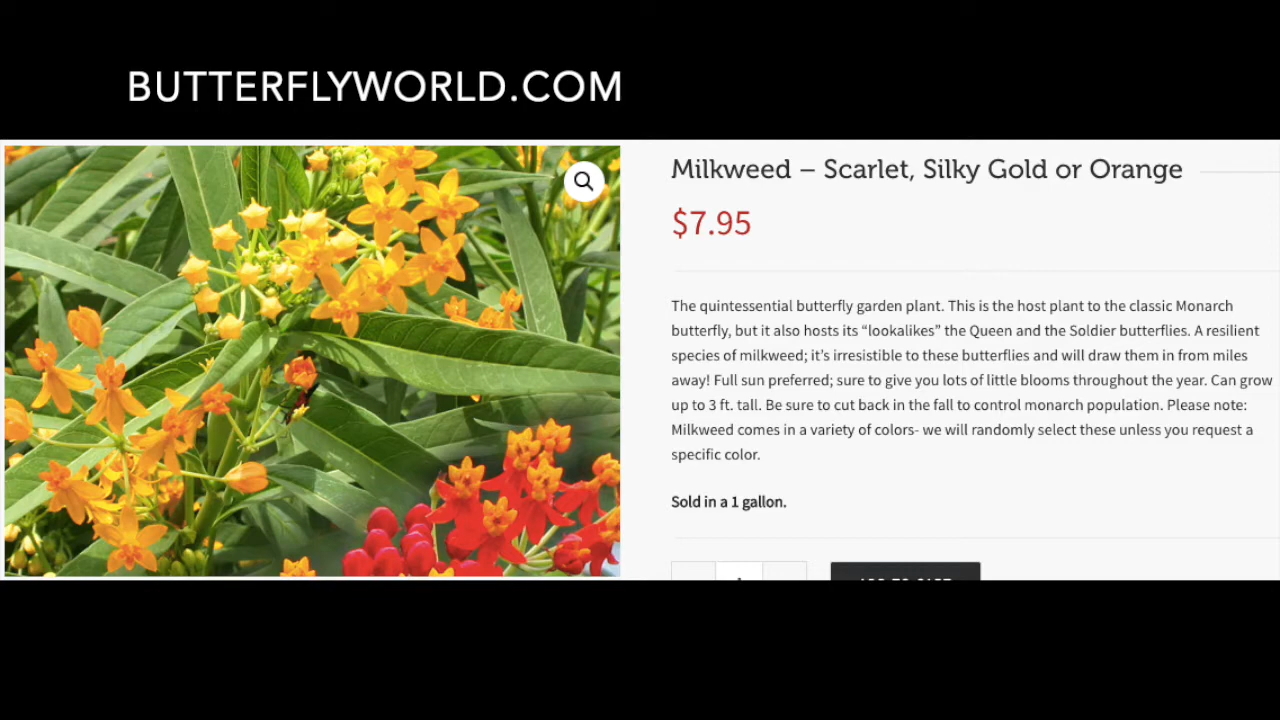 BUTTERFLYWORLD.COM
Milkweed – Scarlet, Silky Gold or Orange
$7.95
The quintessential butterfly garden plant. This is the host plant to the classic Monarch
butterfly, but it also hosts its “lookalikes” the Queen and the Soldier butterflies. A resilient
species of milkweed; it’s irresistible to these butterflies and will draw them in from miles
away! Full sun preferred; sure to give you lots of little blooms throughout the year. Can grow
up to 3 ft. tall. Be sure to cut back in the fall to control monarch population. Please note:
Milkweed comes in a variety of colors- we will randomly select these unless you request a
specific color.
Sold in a 1 gallon.